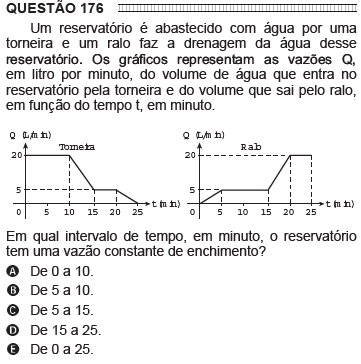 QUESTÃO 176
Um reservatório é abastecido com água por uma
torneira e um ralo faz a drenagem da água desse
reservatório. Os gráficos representam as vazões Q,
em litro por minuto, do volume de água que entra no
reservatório pela torneira e do volume que sai pelo ralo,
em função do tempo t, em minuto.
Q (L/min)
Torneira
20
5
0 5 10 15 20 25 t (min)
Q (L/min)
Ralo
20
5
0 5 10 15 20 25 t (min)
Em qual intervalo de tempo, em minuto, o reservatório
tem uma vazão constante de enchimento?
A De 0 a 10.
B De 5 a 10.
C De 5 a 15.
D De 15 a 25.
E De 0 a 25.